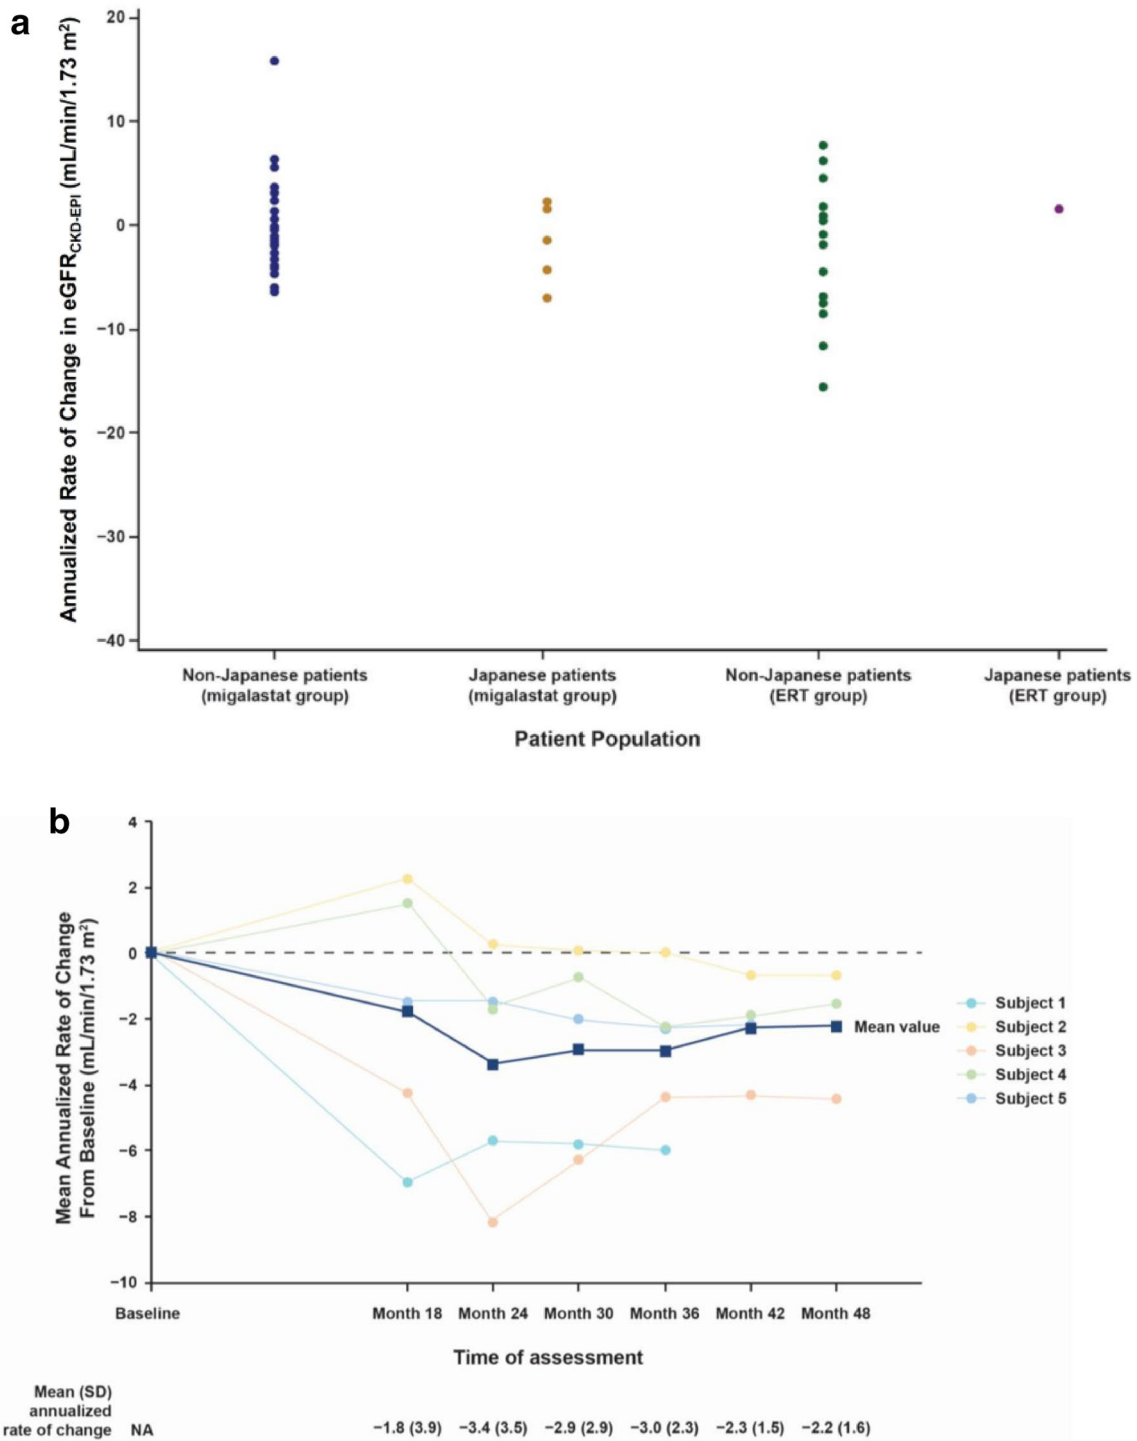 a
Annualized Rate of Change in eGFRCKD-EPI (mL/min/1.73 m²)
20
10
0
−10
−20
−30
−40
Non-Japanese patients
(migalastat group)
Japanese patients
(migalastat group)
Non-Japanese patients
(ERT group)
Japanese patients
(ERT group)
Patient Population
b
Mean Annualized Rate of Change
From Baseline (mL/min/1.73 m²)
4
2
0
−2
−4
−6
−8
−10
Mean value
Subject 1
Subject 2
Subject 3
Subject 4
Subject 5
Baseline Month 18 Month 24 Month 30 Month 36 Month 42 Month 48
Time of assessment
Mean (SD)
annualized
rate of change NA −1.8 (3.9) −3.4 (3.5) −2.9 (2.9) −3.0 (2.3) −2.3 (1.5) −2.2 (1.6)